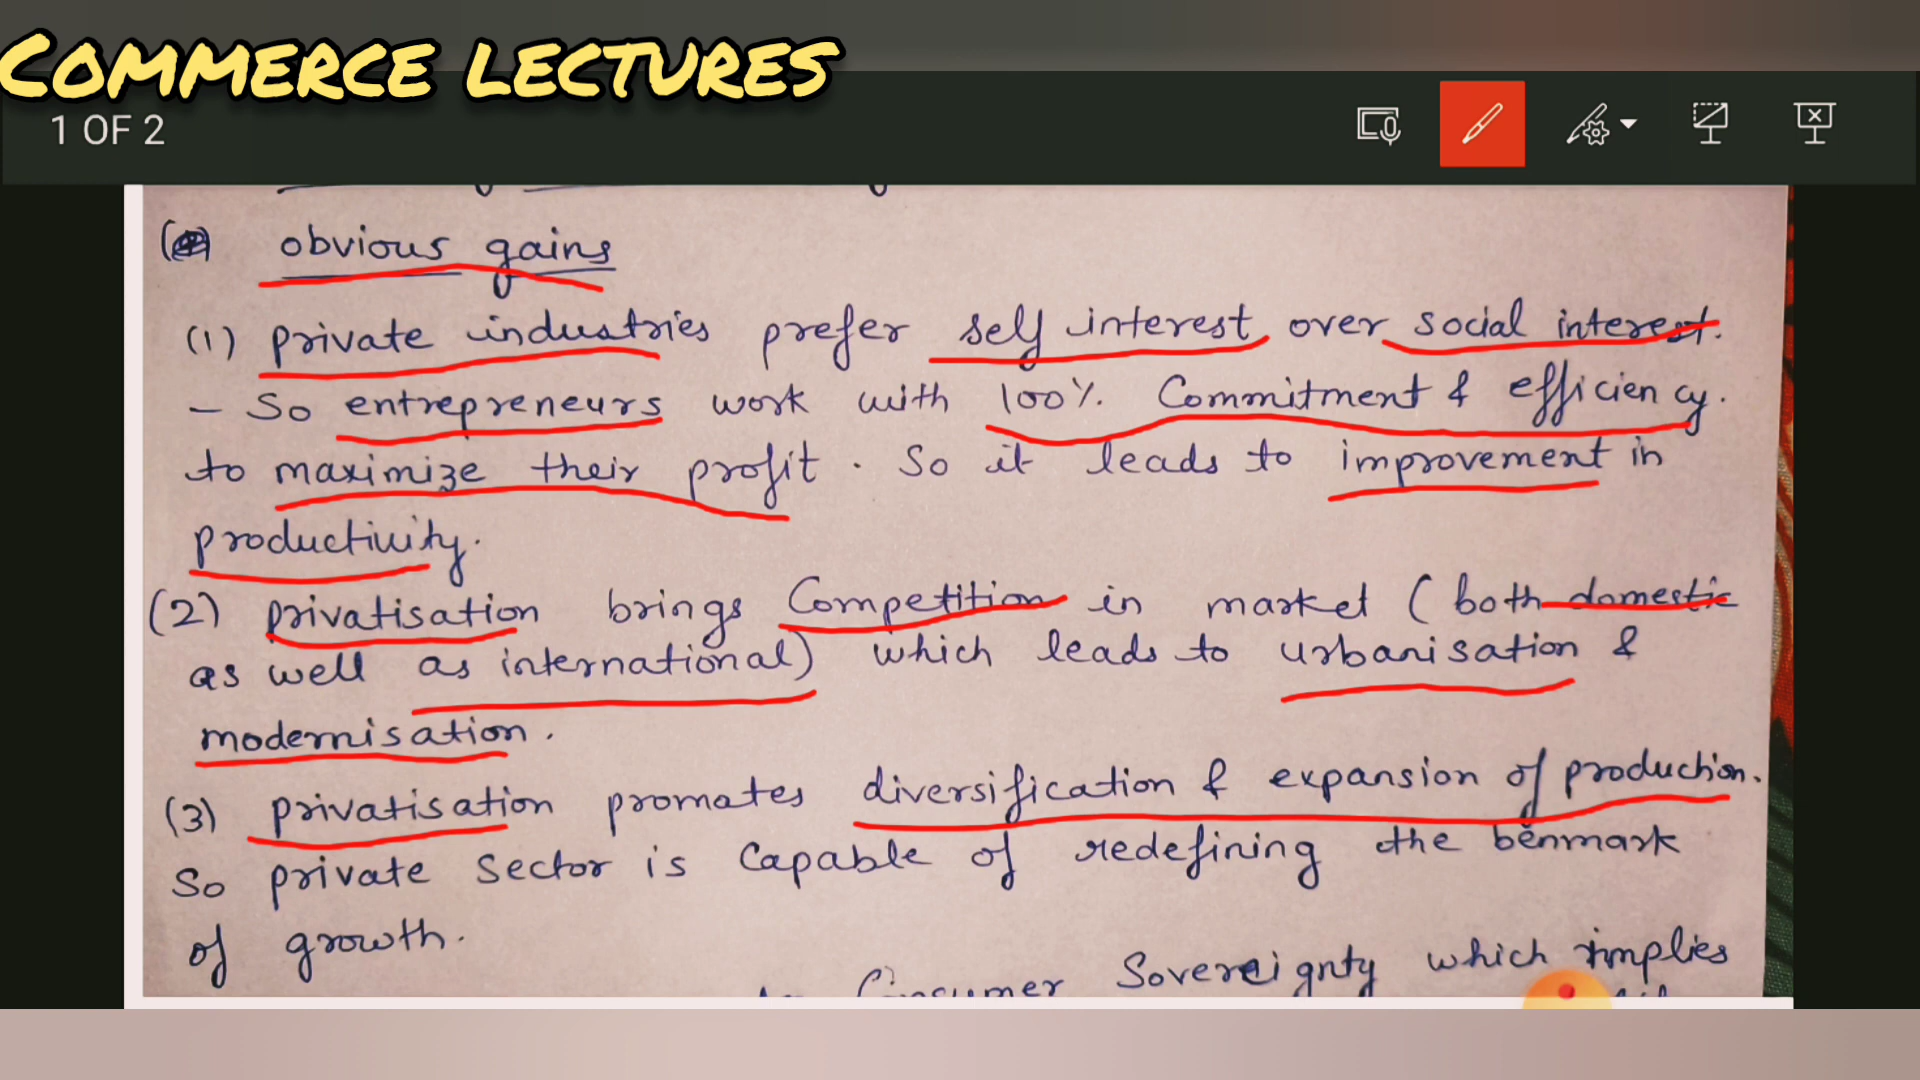 COMMERCE LECTURES
1 OF 2
obvious gains
(1) private industries prefer self interest over social interest.
- So entrepreneurs work with 100% Commitment & efficiency.
to maximize their profit. So it leads to improvement in
productivity.
(2) privatisation brings Competition in market (both domestic
as well as international) which leads to urbanisation &
modernisation.
(3) privatisation promates diversification & expansion of production.
So private sector is capable of redefining the benmark
of growth.
Consumer Sovereignty which implies